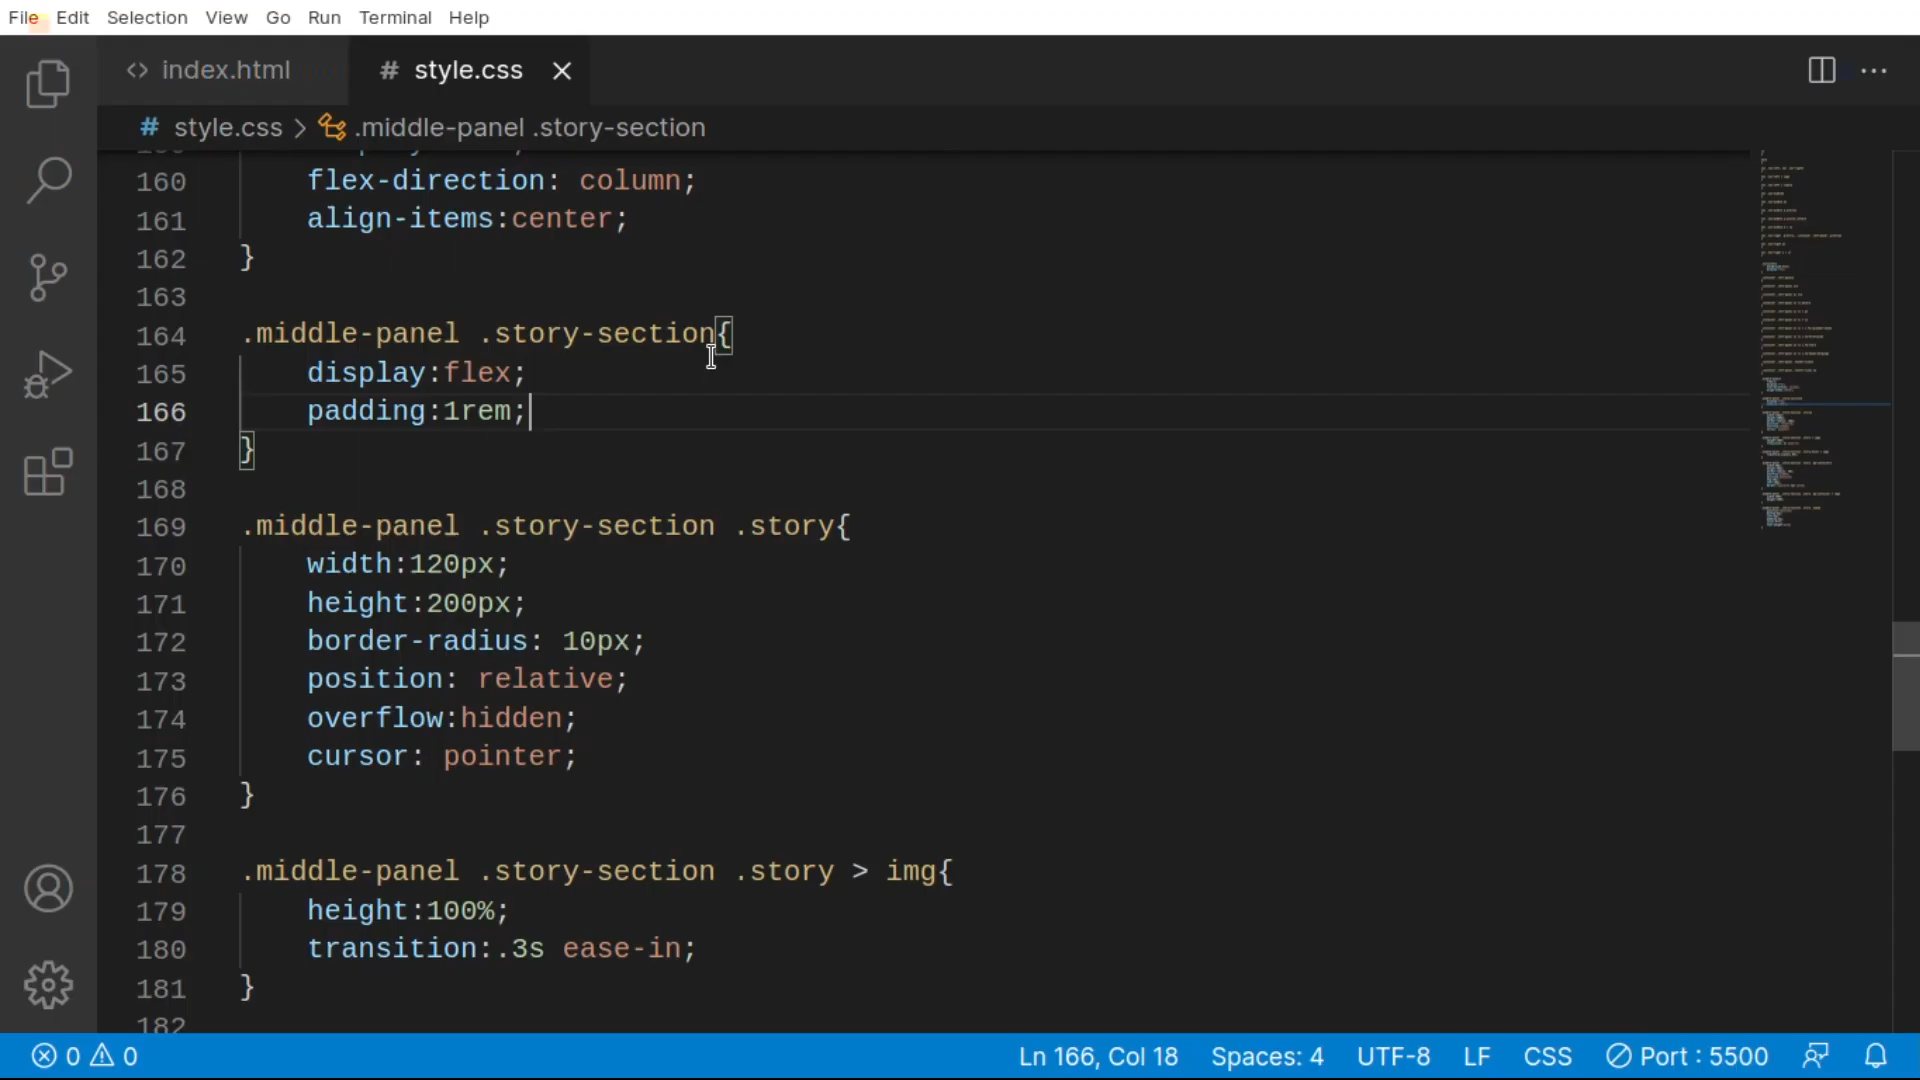 File Edit Selection View Go Run Terminal Help
<> index.html # style.css
# style.css > .middle-panel .story-section
160 flex-direction: column;
161 align-items:center;
162 }
163
164 .middle-panel .story-section{
165 display:flex;
166 padding:1rem;
167 }
168
169 .middle-panel .story-section .story{
170 width:120px;
171 height:200px;
172 border-radius: 10px;
173 position: relative;
174 overflow:hidden;
175 cursor: pointer;
176 }
177
178 .middle-panel .story-section .story > img{
179 height:100%;
180 transition:.3s ease-in;
181 }
182
0 0 Ln 166, Col 18 Spaces: 4 UTF-8 LF CSS Port : 5500